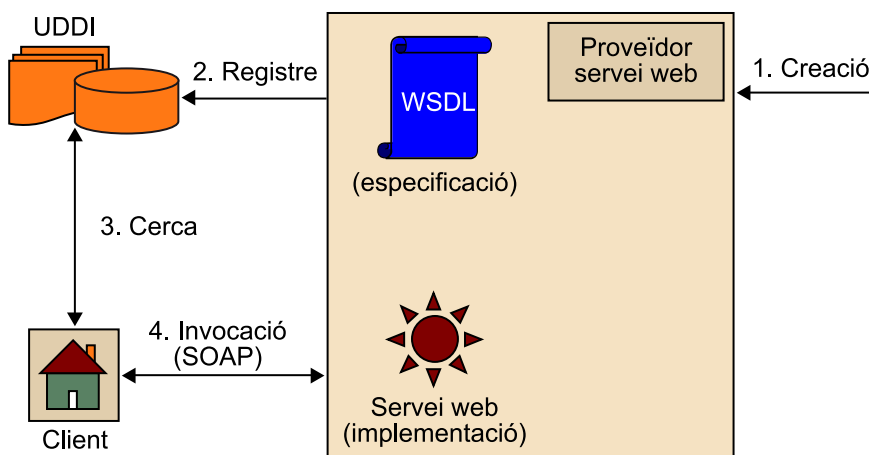 UDDI
2. Registre
WSDL
(especificació)
Proveïdor
servei web
1. Creació
3. Cerca
4. Invocació
(SOAP)
Client
Servei web
(implementació)